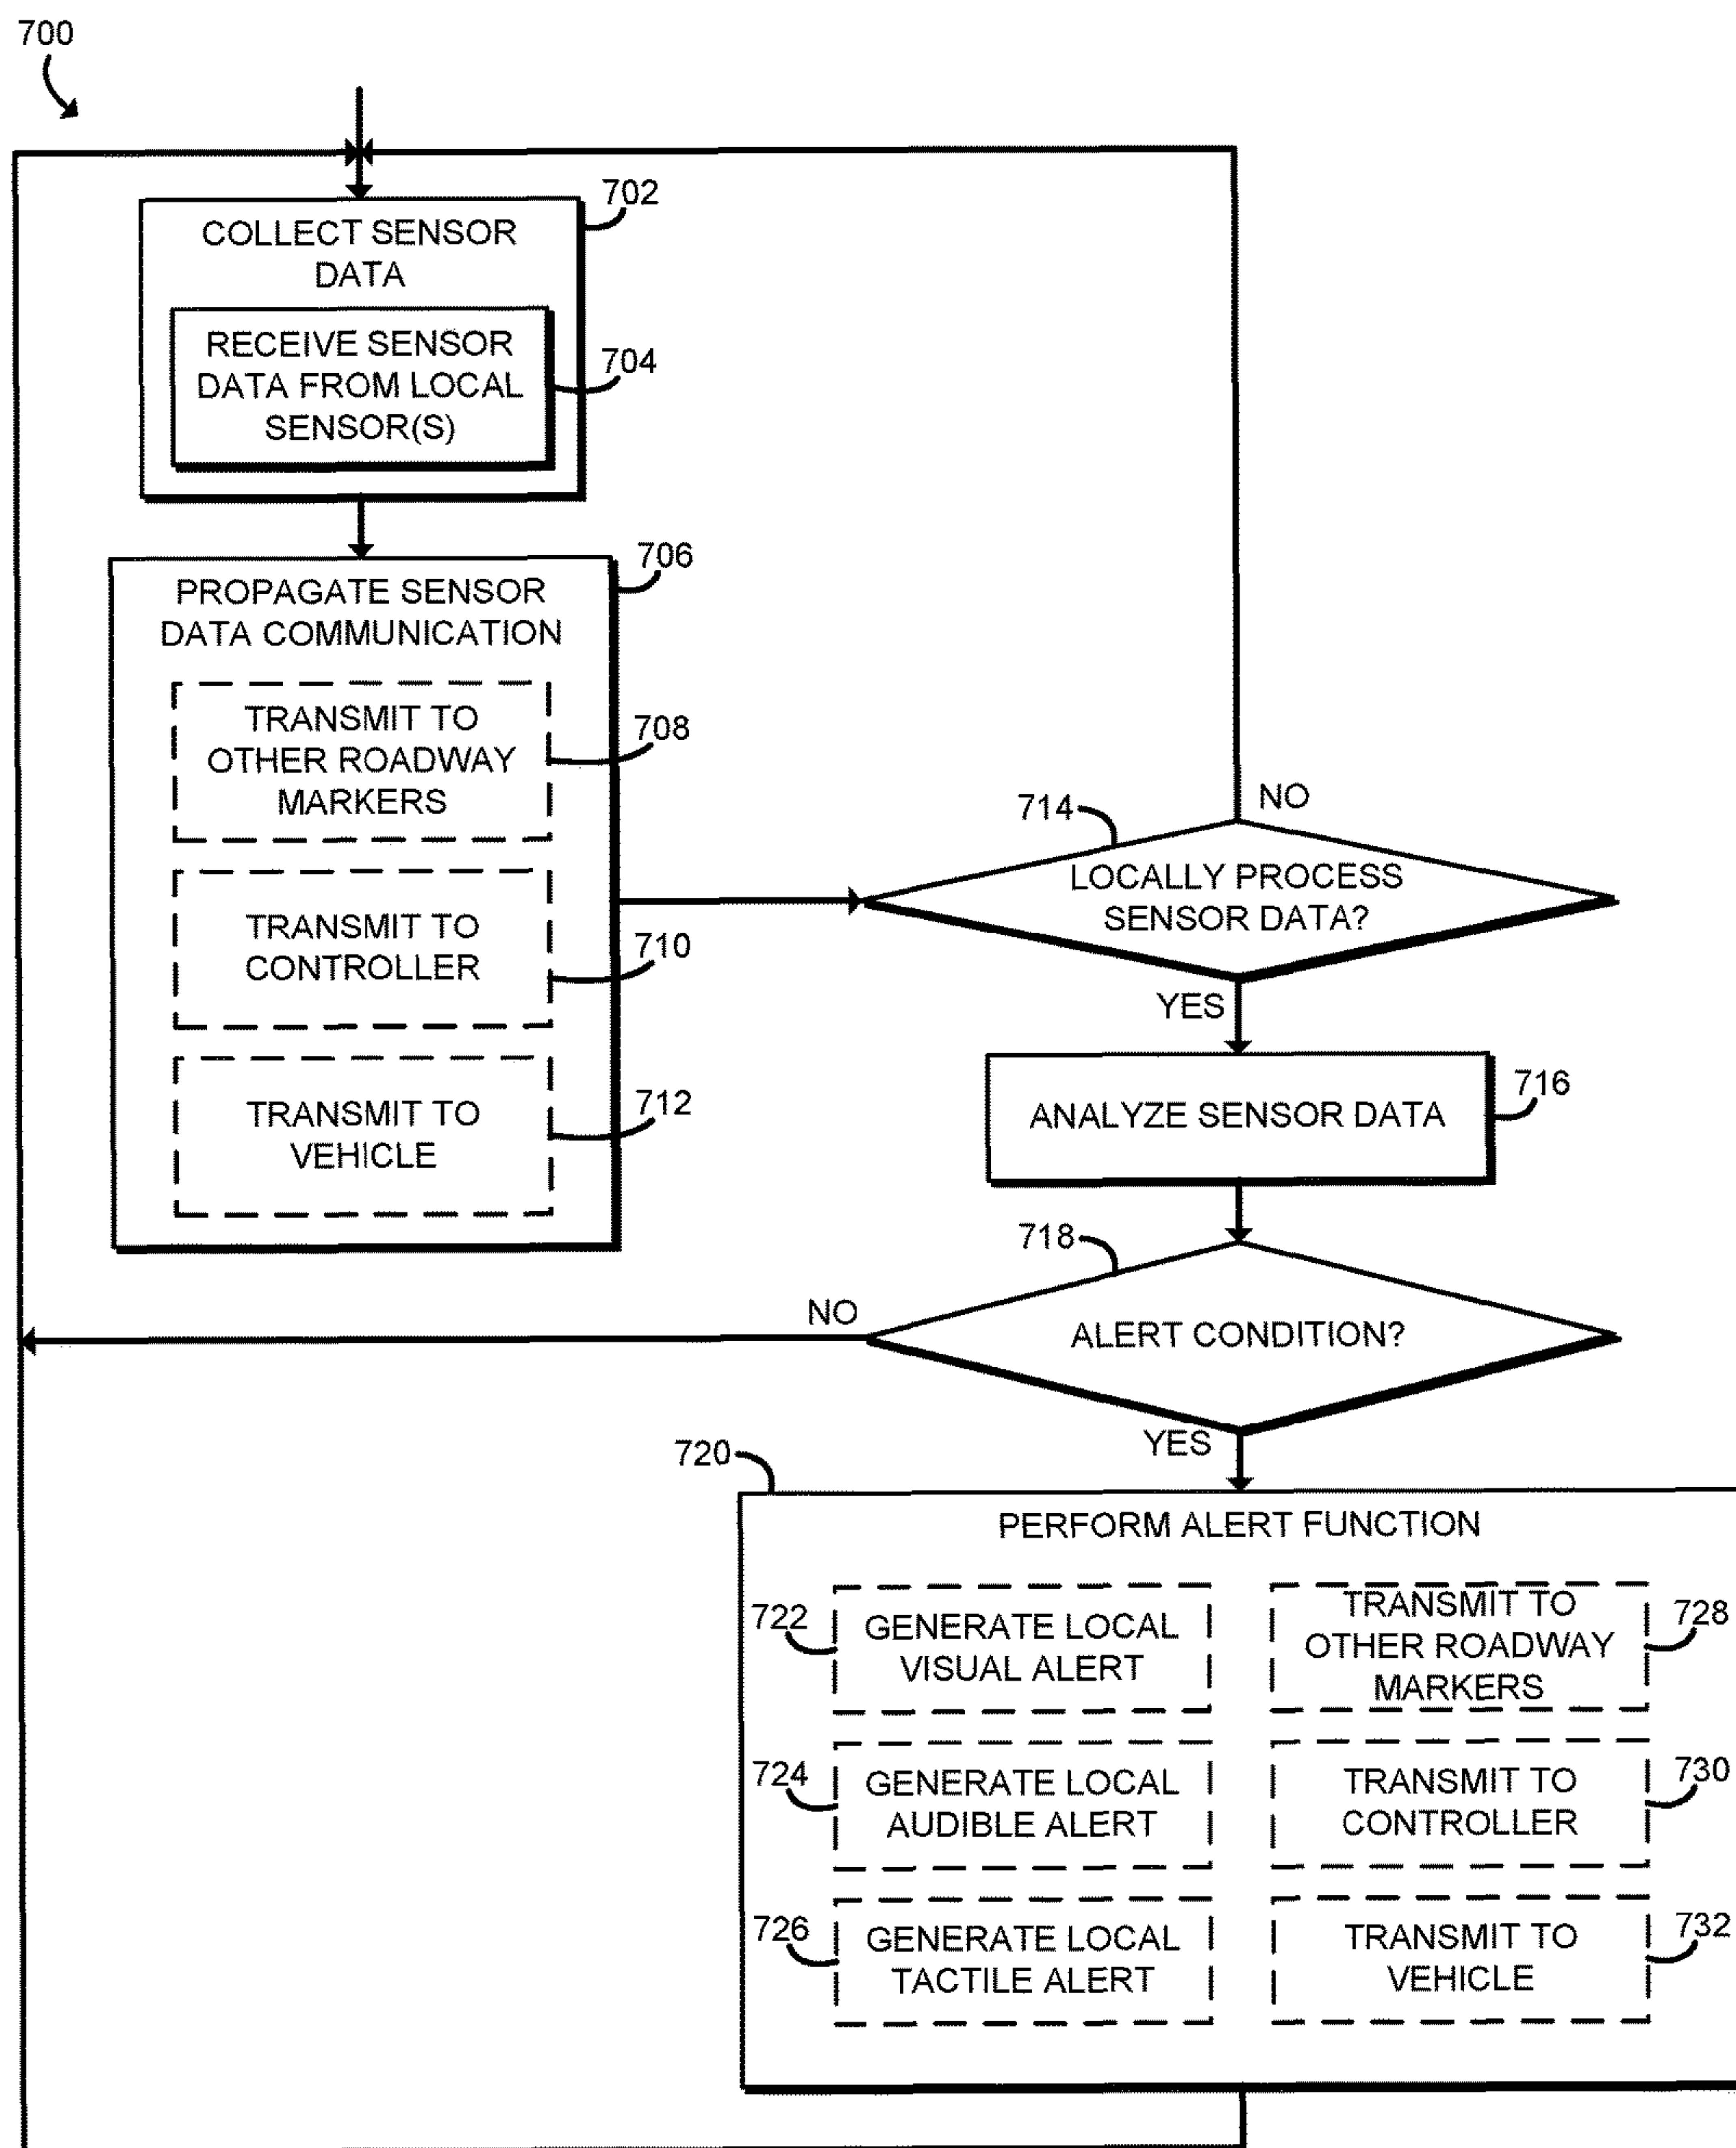 700
702
COLLECT SENSOR
DATA
RECEIVE SENSOR
DATA FROM LOCAL
SENSOR(S)
704
706
PROPAGATE SENSOR
DATA COMMUNICATION
TRANSMIT TO
OTHER ROADWAY
MARKERS
708
TRANSMIT TO
CONTROLLER
710
TRANSMIT TO
VEHICLE
712
714
NO
LOCALLY PROCESS
SENSOR DATA?
YES
ANALYZE SENSOR DATA
716
718
NO
ALERT CONDITION?
YES
720
PERFORM ALERT FUNCTION
722
GENERATE LOCAL
VISUAL ALERT
724
GENERATE LOCAL
AUDIBLE ALERT
726
GENERATE LOCAL
TACTILE ALERT
TRANSMIT TO
OTHER ROADWAY
MARKERS
728
TRANSMIT TO
CONTROLLER
730
TRANSMIT TO
VEHICLE
732